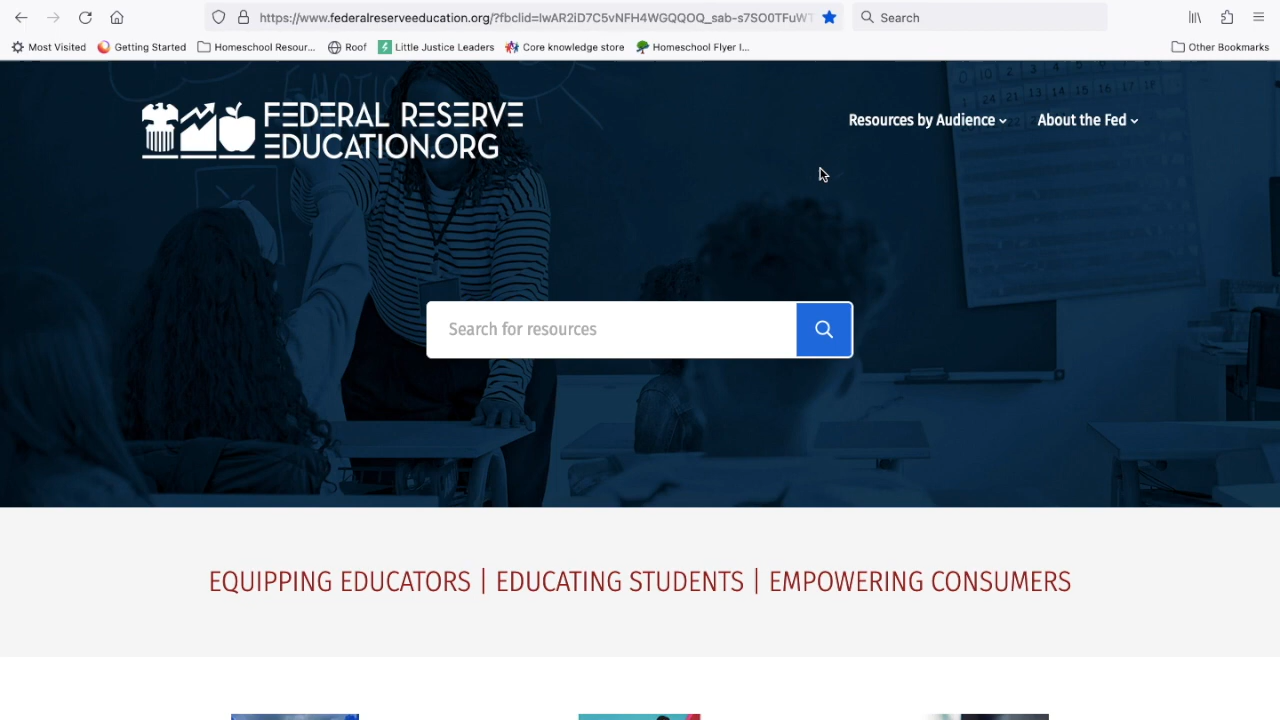 https://www.federalreserveeducation.org/?fbclid=IwAR2iD7C5vNFH4WGQQOQ_sab-s7SO0TFuWT
Search
Most Visited
Getting Started
Homeschool Resour...
Roof
Little Justice Leaders
Core knowledge store
Homeschool Flyer I...
Other Bookmarks
FEDERAL RESERVE
EDUCATION.ORG
Resources by Audience
About the Fed
Search for resources
EQUIPPING EDUCATORS | EDUCATING STUDENTS | EMPOWERING CONSUMERS